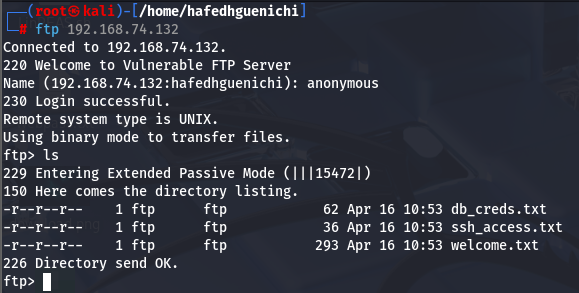 ┌──(root㉿kali)-[/home/hafedhguenichi]
└─# ftp 192.168.74.132
Connected to 192.168.74.132.
220 Welcome to Vulnerable FTP Server
Name (192.168.74.132:hafedhguenichi): anonymous
230 Login successful.
Remote system type is UNIX.
Using binary mode to transfer files.
ftp> ls
229 Entering Extended Passive Mode (|||15472|)
150 Here comes the directory listing.
-r--r--r--    1 ftp      ftp            62 Apr 16 10:53 db_creds.txt
-r--r--r--    1 ftp      ftp            36 Apr 16 10:53 ssh_access.txt
-r--r--r--    1 ftp      ftp           293 Apr 16 10:53 welcome.txt
226 Directory send OK.
ftp>